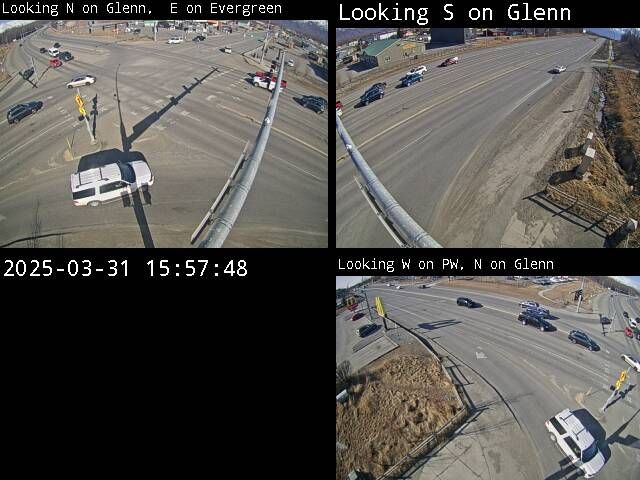 Looking N on Glenn,  E on Evergreen
Looking S on Glenn
2025-03-31 15:57:48
Looking W on PW, N on Glenn